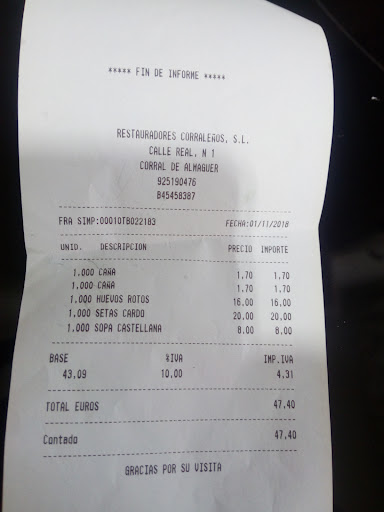 ***** FIN DE INFORME *****
RESTAURADORES CORRALEROS, S.L.
CALLE REAL, N 1
CORRAL DE ALMAGUER
925190476
B45458387
FRA SIMP:00010TB022183 FECHA:01/11/2018
UNID. DESCRIPCION PRECIO IMPORTE
1.000 CAÑA 1,70 1,70
1.000 CAÑA 1,70 1,70
1.000 HUEVOS ROTOS 16,00 16,00
1.000 SETAS CARDO 20,00 20,00
1.000 SOPA CASTELLANA 8,00 8,00
BASE %IVA IMP.IVA
43,09 10,00 4,31
TOTAL EUROS 47,40
Contado 47,40
GRACIAS POR SU VISITA